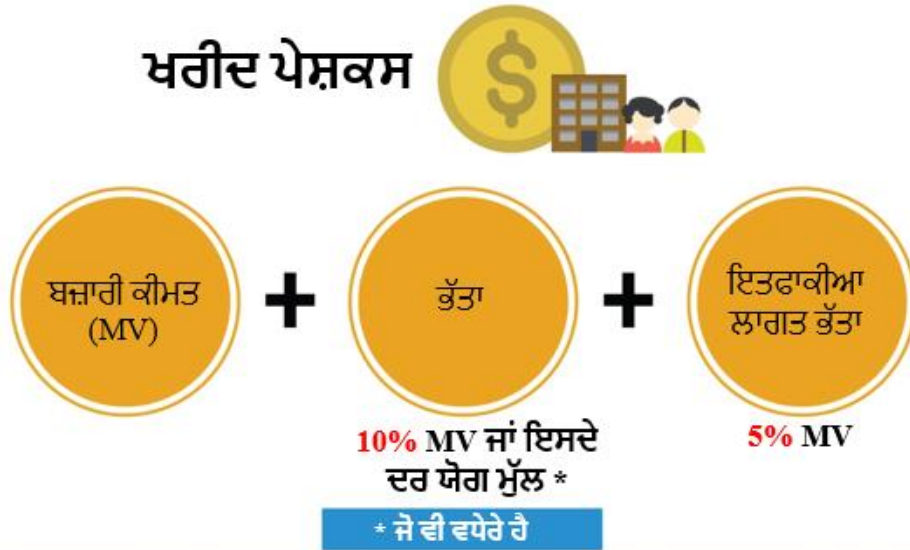 ਖਰੀਦ ਪੇਸ਼ਕਸ
$
ਬਜ਼ਾਰੀ ਕੀਮਤ
(MV)
+
ਭੱਤਾ
+
ਇਤਫਾਕੀਆ
ਲਾਗਤ ਭੱਤਾ
10% MV ਜਾਂ ਇਸਦੇ
ਦਰ ਯੋਗ ਮੁੱਲ *
5% MV
* ਜੋ ਵੀ ਵਧੇਰੇ ਹੈ